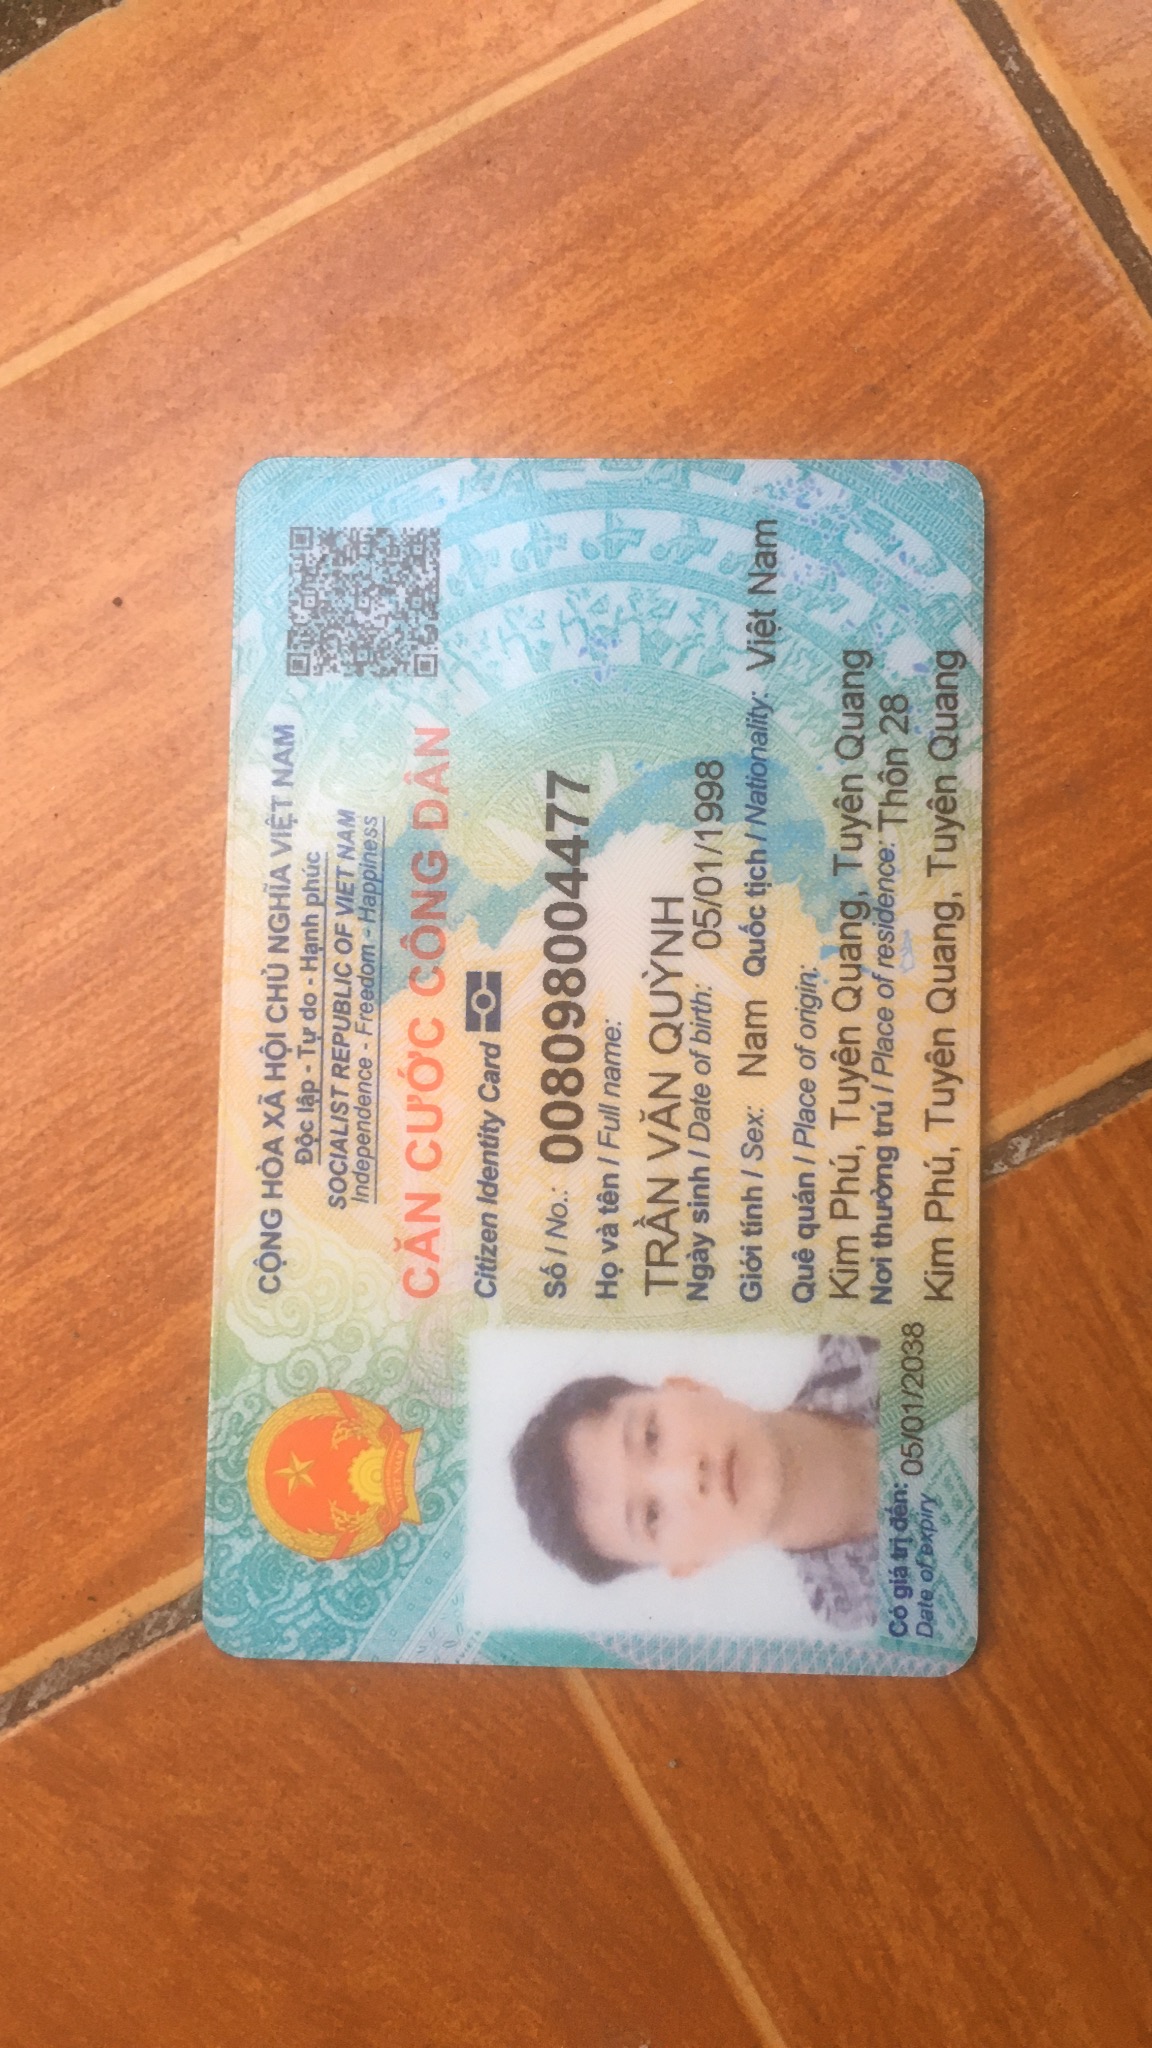 CỘNG HÒA XÃ HỘI CHỦ NGHĨA VIỆT NAM
Độc lập - Tự do - Hạnh phúc
SOCIALIST REPUBLIC OF VIET NAM
Independence - Freedom - Happiness
CĂN CƯỚC CÔNG DÂN
Citizen Identity Card
Số / No.: 008098004477
Họ và tên / Full name:
TRẦN VĂN QUỲNH
Ngày sinh / Date of birth: 05/01/1998
Giới tính / Sex: Nam Quốc tịch / Nationality: Việt Nam
Quê quán / Place of origin:
Kim Phú, Tuyên Quang, Tuyên Quang
Nơi thường trú / Place of residence: Thôn 28
Kim Phú, Tuyên Quang, Tuyên Quang
Có giá trị đến: 05/01/2038
Date of expiry